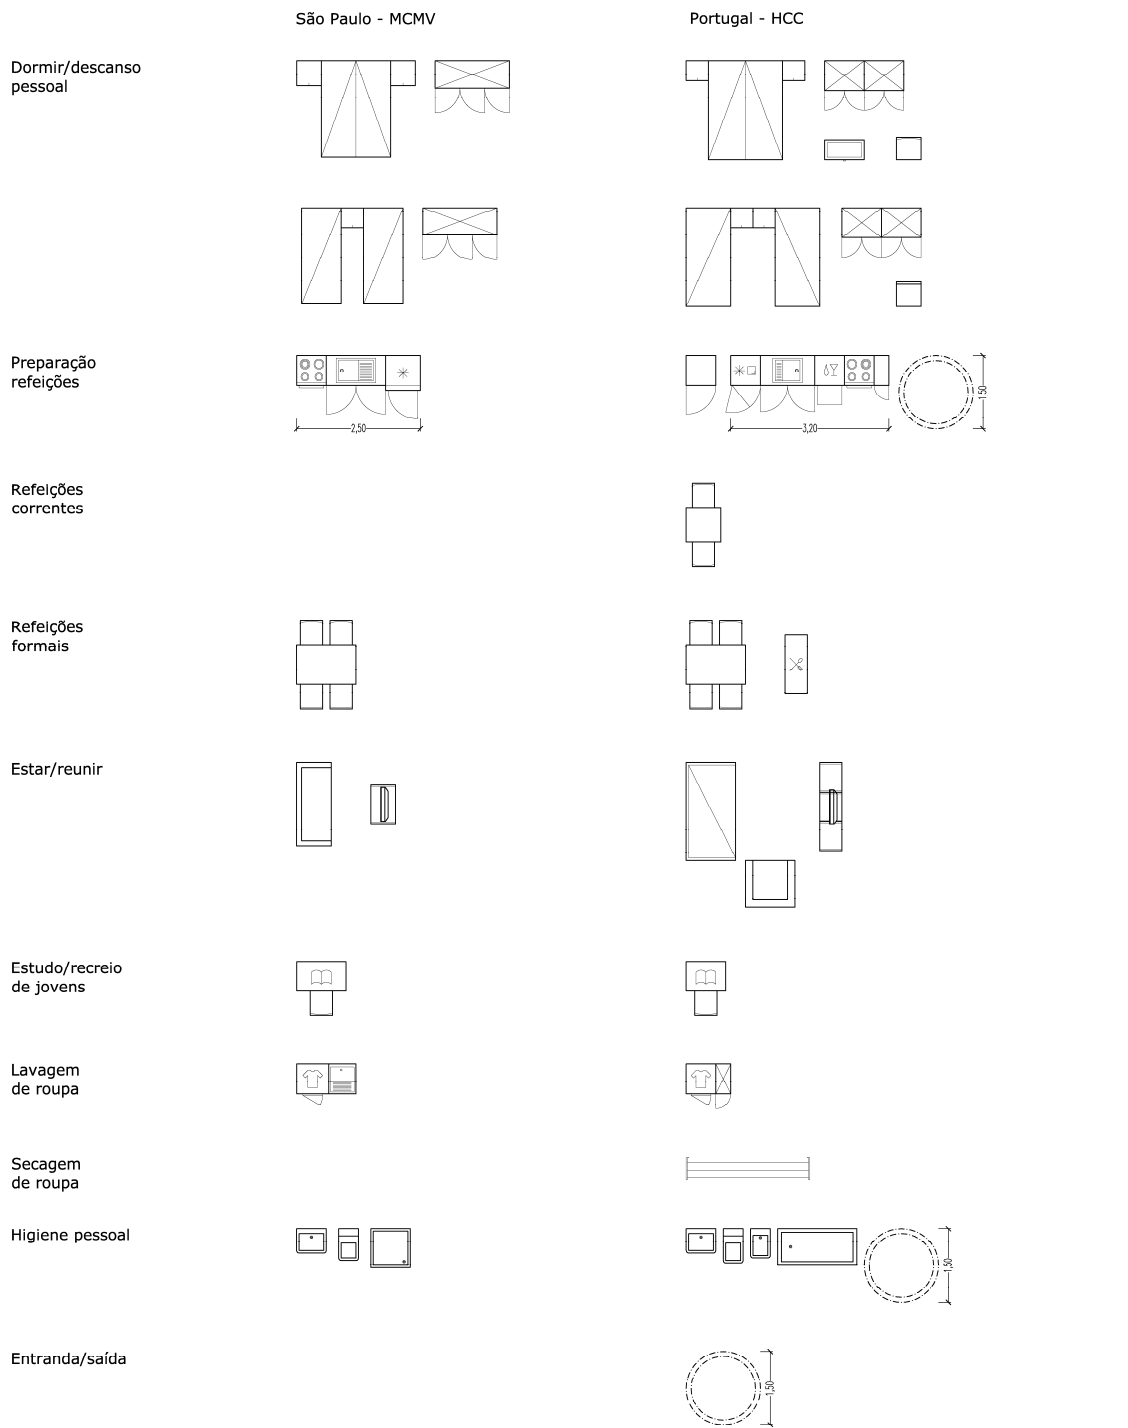 São Paulo - MCMV
Portugal - HCC
Dormir/descanso
pessoal
Preparação
refeições
2,50
3,20
1,50
Refeições
correntes
Refeições
formais
Estar/reunir
Estudo/recreio
de jovens
Lavagem
de roupa
Secagem
de roupa
Higiene pessoal
1,50
Entranda/saída
1,50